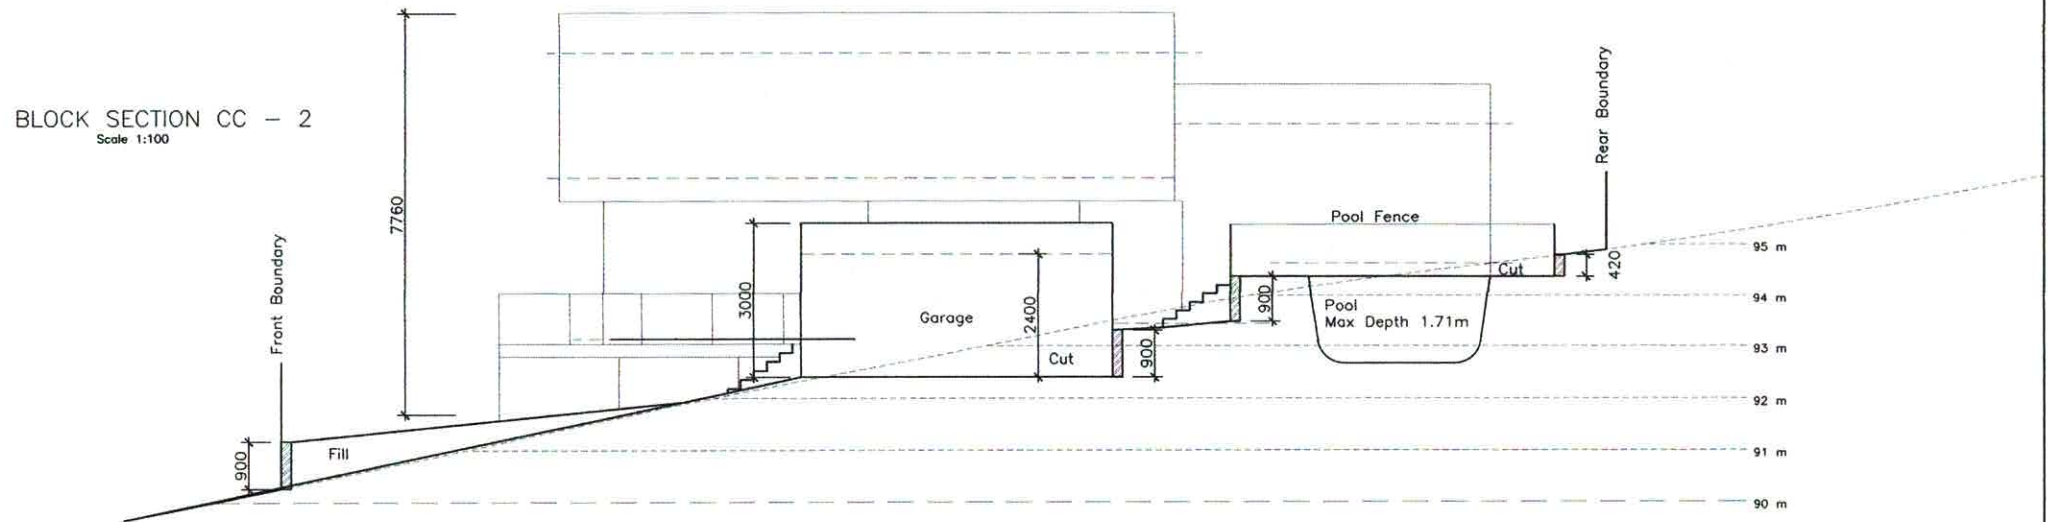 BLOCK SECTION CC - 2
Scale 1:100
7760
Front Boundary
900
Fill
3000
Garage
2400
Cut
900
900
Pool Fence
Pool
Max Depth 1.71m
Cut
420
Rear Boundary
95 m
94 m
93 m
92 m
91 m
90 m